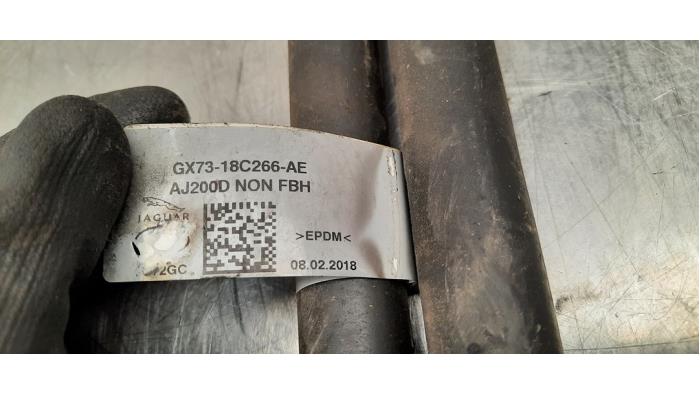 GX73-18C266-AE
AJ200D NON FBH
JAGUAR
>EPDM<
08.02.2018